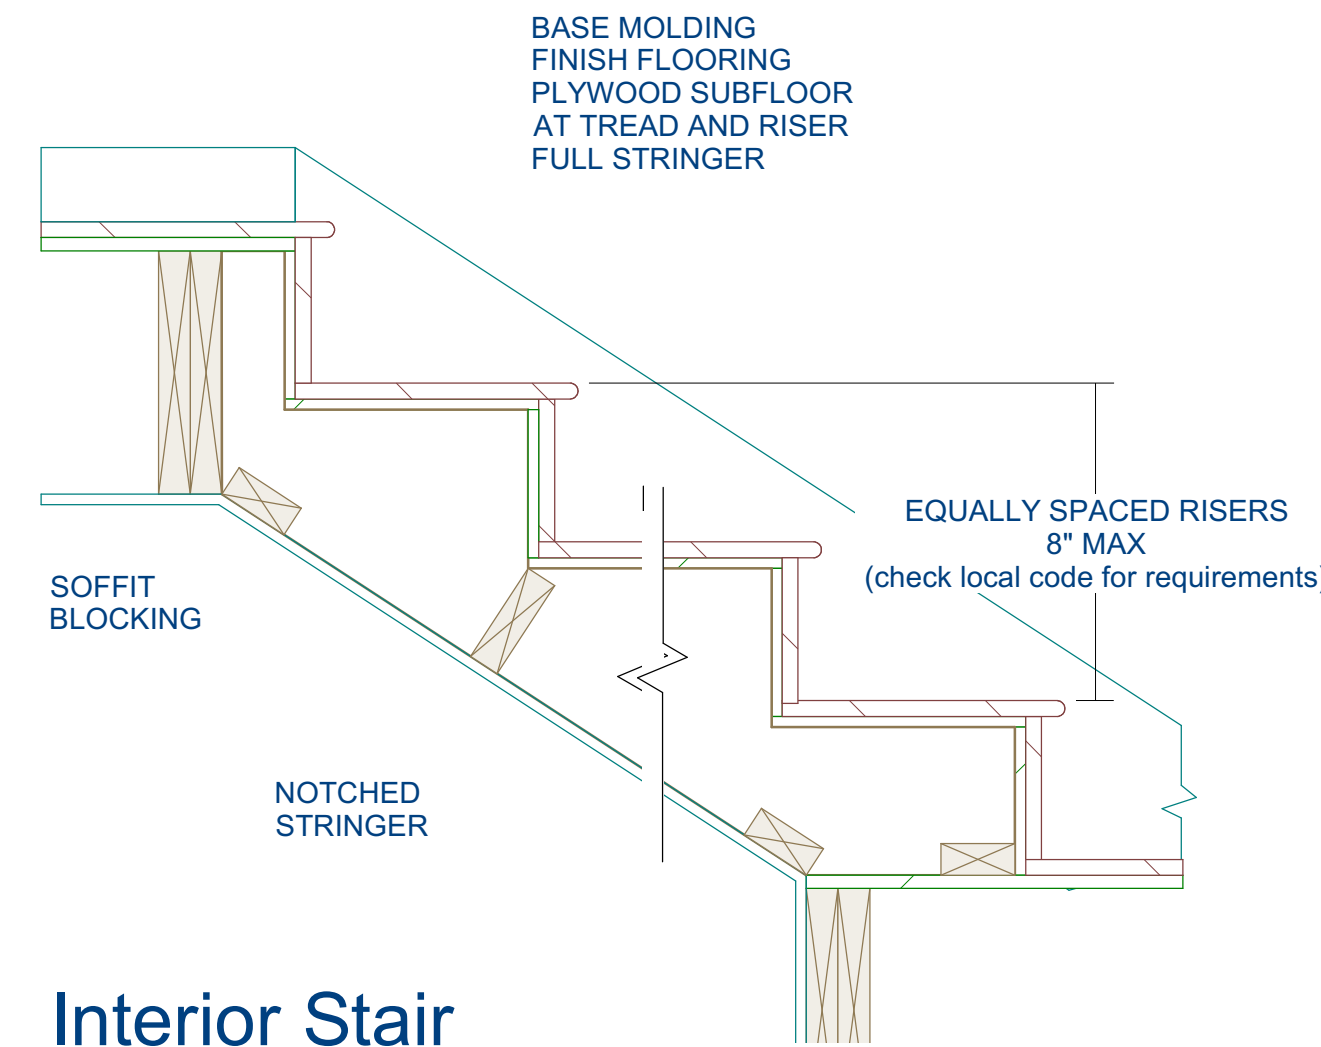 BASE MOLDING
FINISH FLOORING
PLYWOOD SUBFLOOR
AT TREAD AND RISER
FULL STRINGER
EQUALLY SPACED RISERS
8" MAX
(check local code for requirements)
SOFFIT
BLOCKING
NOTCHED
STRINGER
Interior Stair